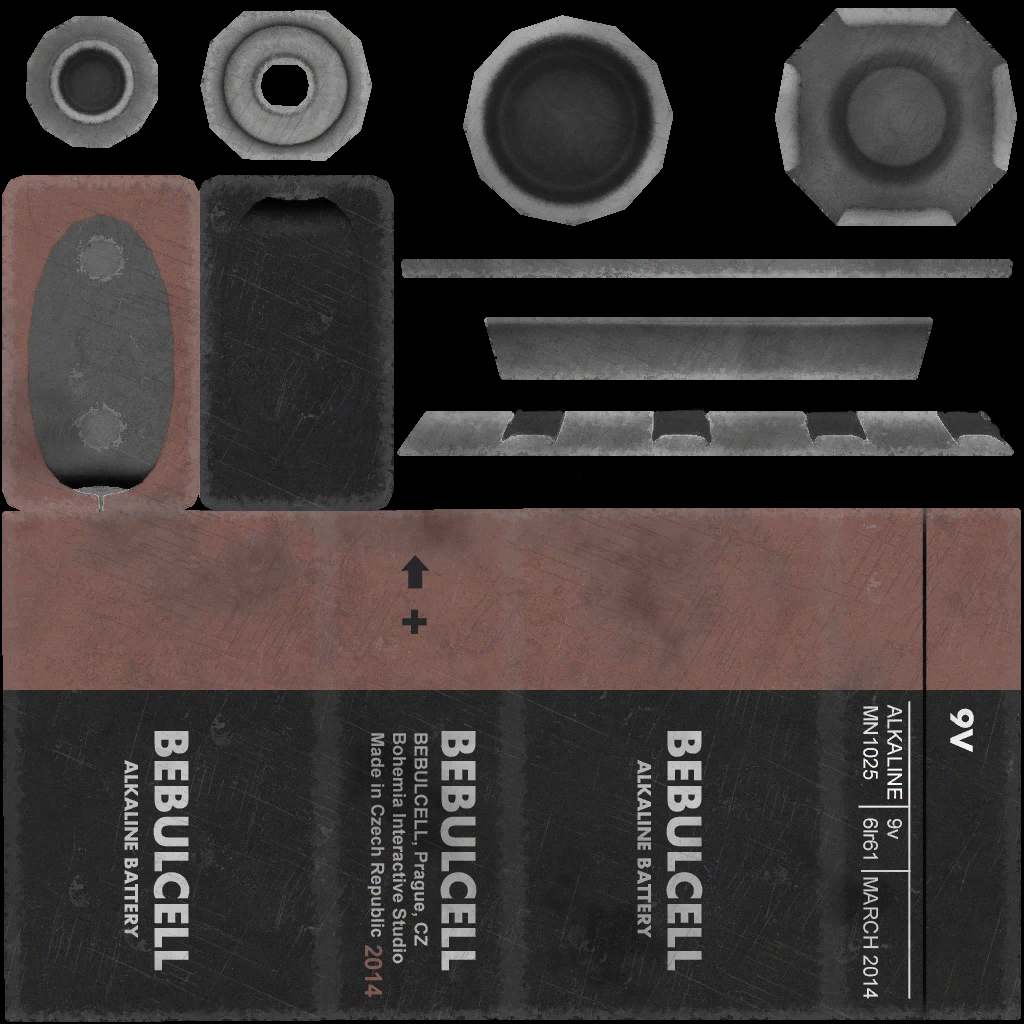 BEBULCELL
ALKALINE BATTERY
BEBULCELL
BEBULCELL, Prague, CZ
Bohemia Interactive Studio
Made in Czech Republic 2014
BEBULCELL
ALKALINE BATTERY
9V
ALKALINE 9v
MN1025 6lr61 MARCH 2014